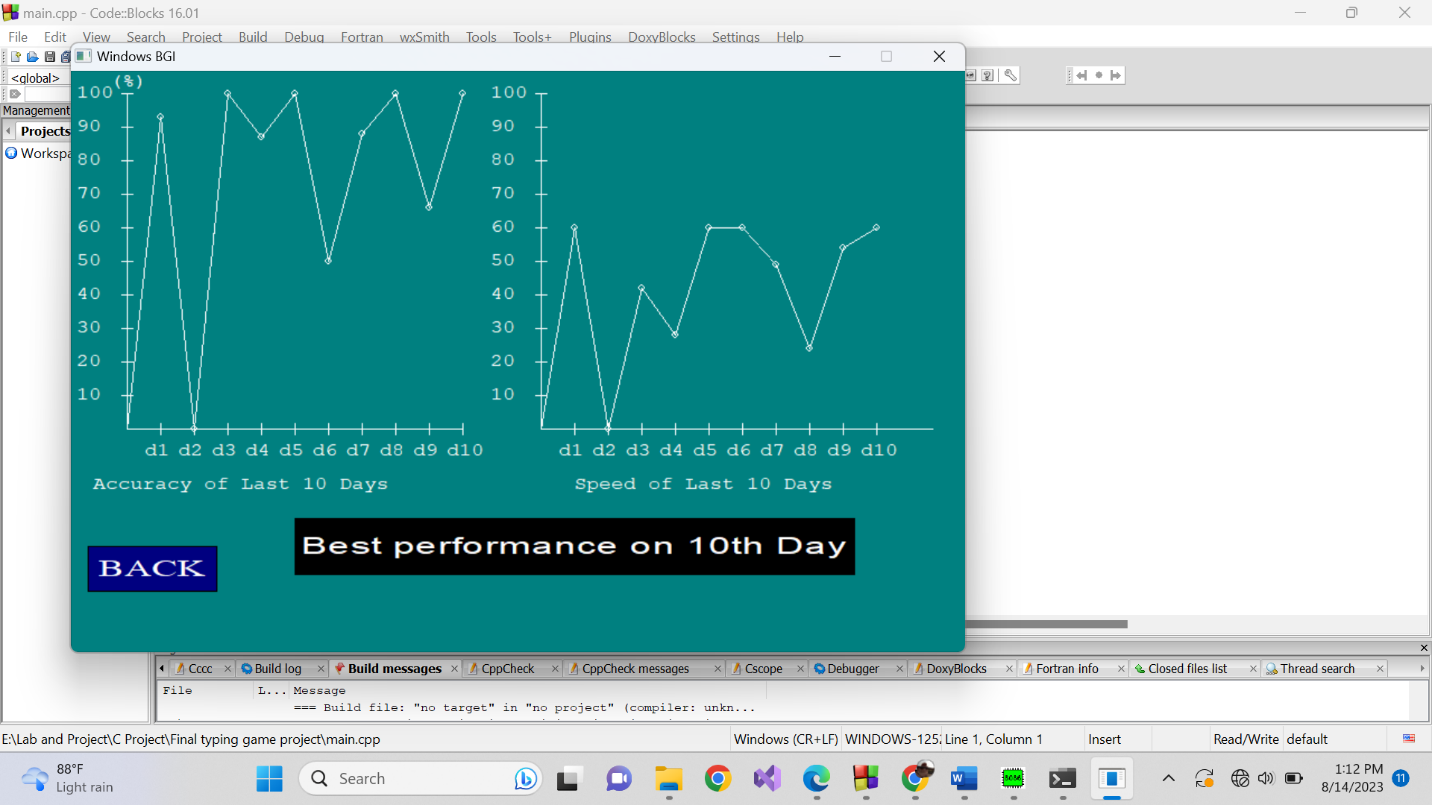 main.cpp - Code::Blocks 16.01
File Edit View Search Project Build Debug Fortran wxSmith Tools Tools+ Plugins DoxyBlocks Settings Help
Windows BGI
<global>
Management
Projects
(%)
100
90
80
70
60
50
40
30
20
10
d1 d2 d3 d4 d5 d6 d7 d8 d9 d10
Accuracy of Last 10 Days
100
90
80
70
60
50
40
30
20
10
d1 d2 d3 d4 d5 d6 d7 d8 d9 d10
Speed of Last 10 Days
Best performance on 10th Day
BACK
Cccc Build log Build messages CppCheck CppCheck messages Cscope Debugger DoxyBlocks Fortran info Closed files list Thread search
File L... Message
=== Build file: "no target" in "no project" (compiler: unkn...
E:\Lab and Project\C Project\Final typing game project\main.cpp Windows (CR+LF) WINDOWS-125 Line 1, Column 1 Insert Read/Write default
88°F
Light rain
Search
8086
1:12 PM
8/14/2023
11